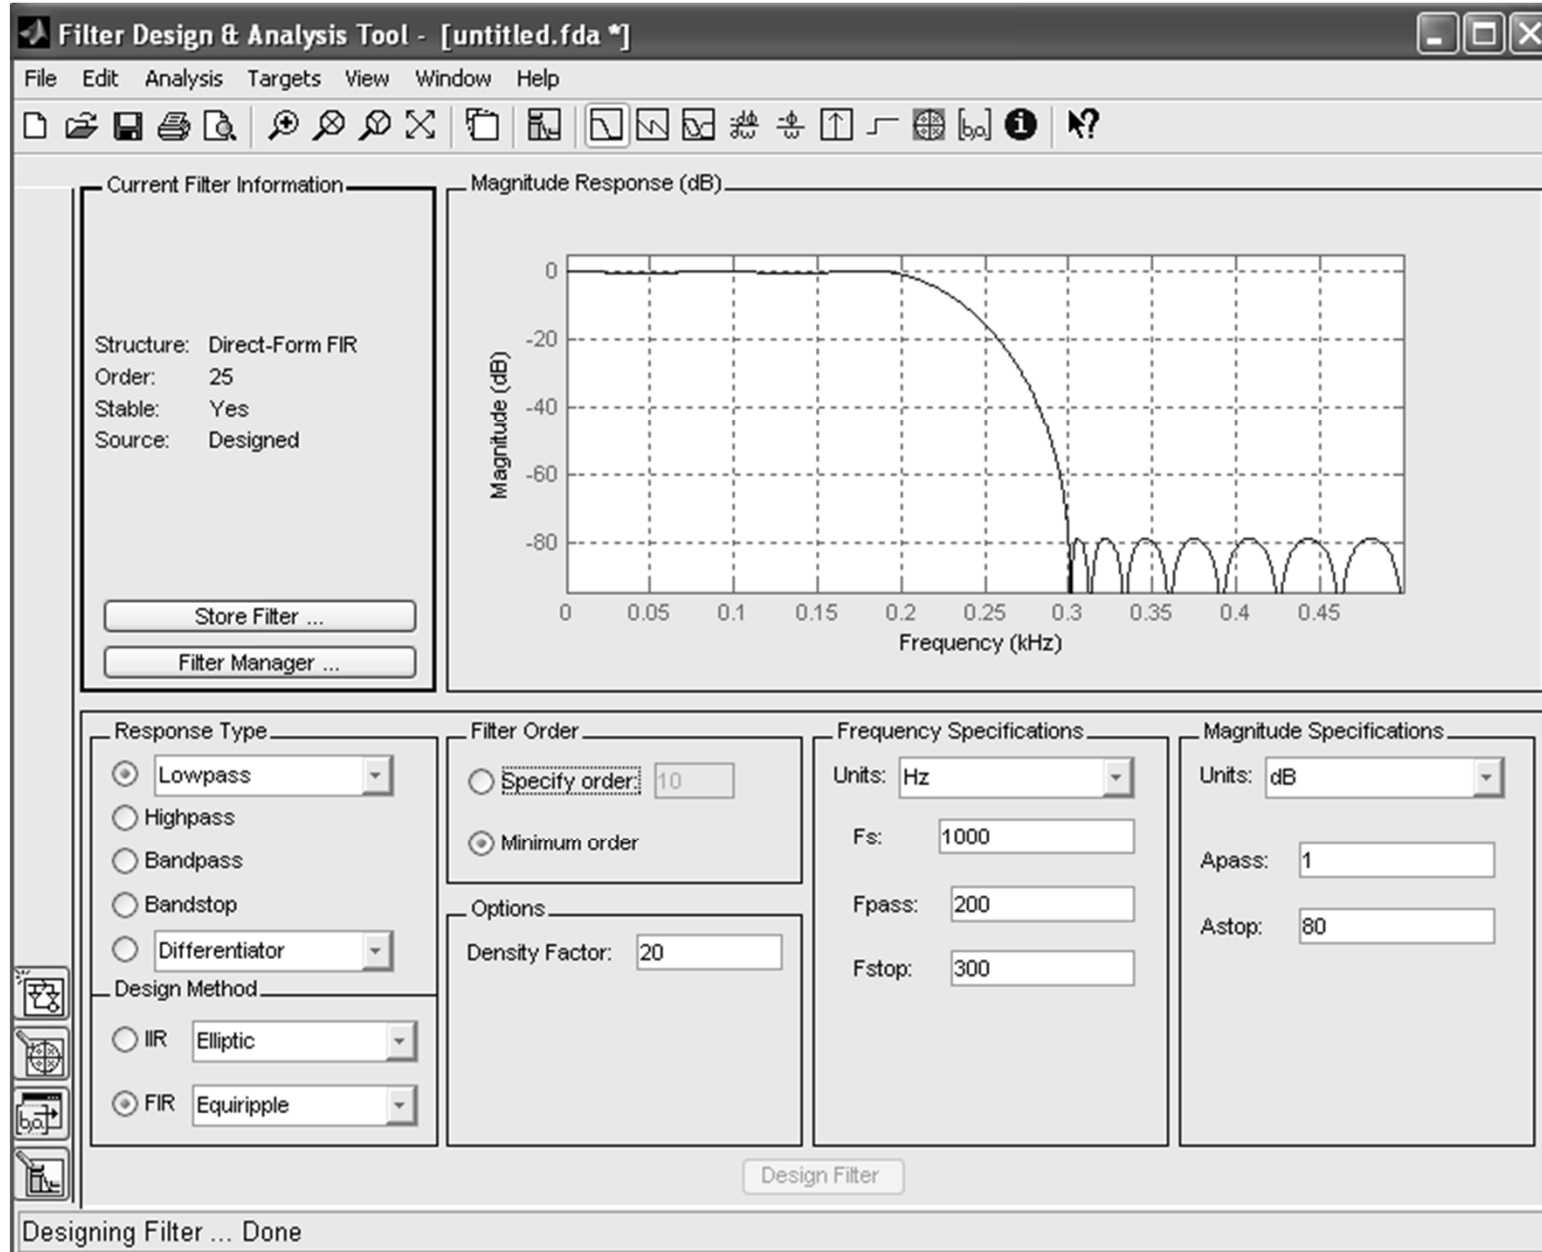 Filter Design & Analysis Tool - [untitled.fda *]
File Edit Analysis Targets View Window Help
Current Filter Information
Structure: Direct-Form FIR
Order: 25
Stable: Yes
Source: Designed
Store Filter ...
Filter Manager ...
Magnitude Response (dB)
0
-20
-40
-60
-80
Magnitude (dB)
0 0.05 0.1 0.15 0.2 0.25 0.3 0.35 0.4 0.45
Frequency (kHz)
Response Type
Lowpass
Highpass
Bandpass
Bandstop
Differentiator
Design Method
IIR Elliptic
FIR Equiripple
Filter Order
Specify order: 10
Minimum order
Options
Density Factor: 20
Frequency Specifications
Units: Hz
Fs: 1000
Fpass: 200
Fstop: 300
Magnitude Specifications
Units: dB
Apass: 1
Astop: 80
Design Filter
Designing Filter ... Done